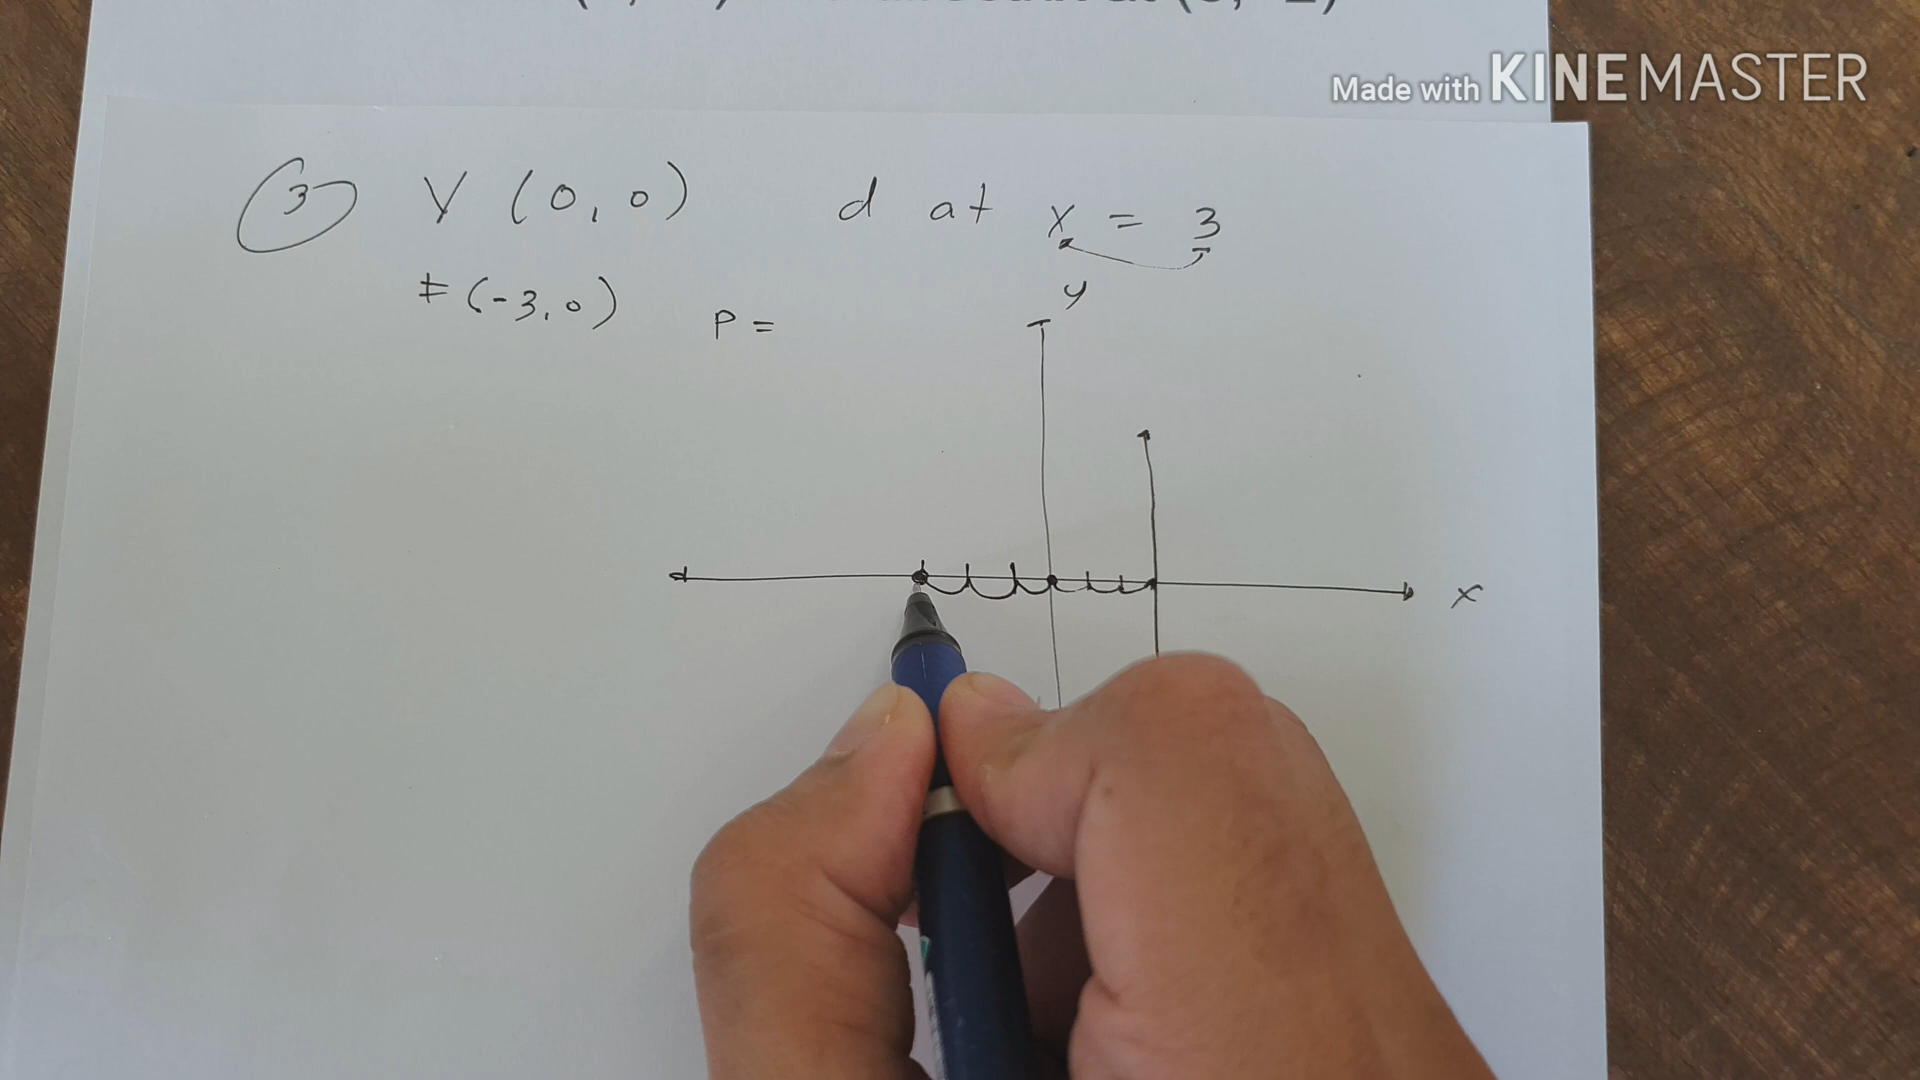 Made with KINEMASTER
3 V (0, 0) d at x = 3
F (-3, 0) P =
y
x